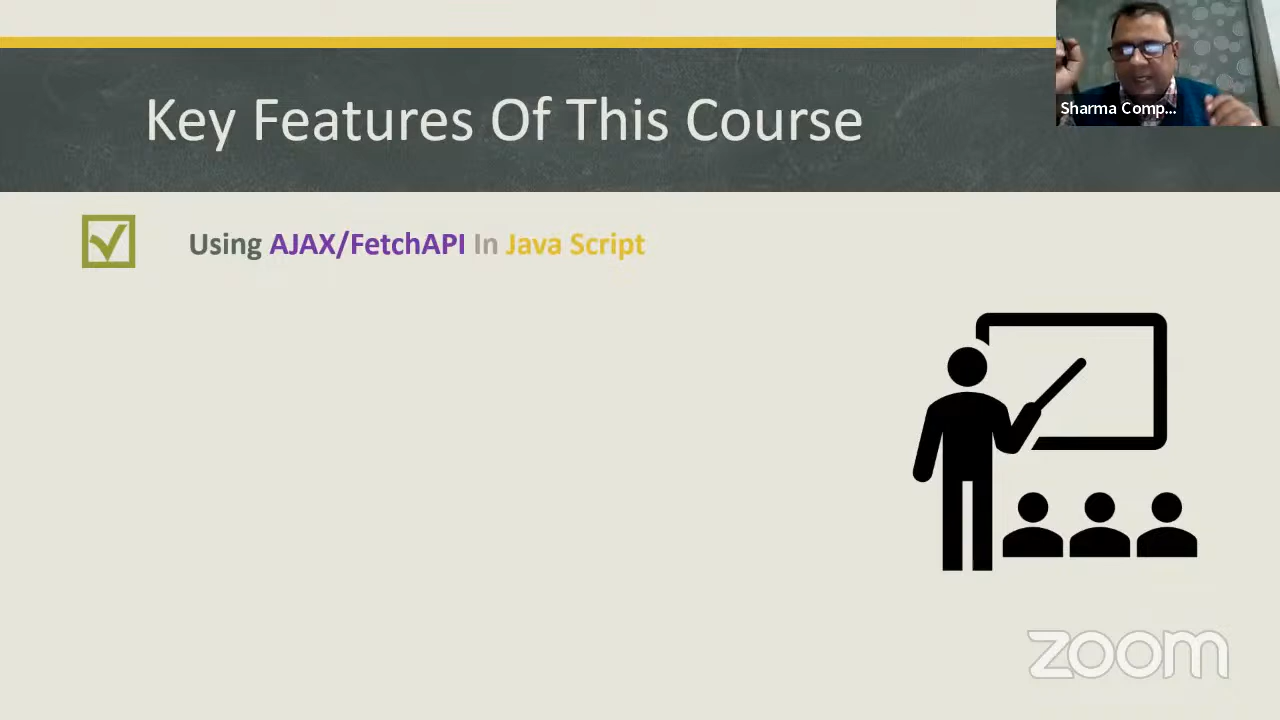 Key Features Of This Course
Sharma Comp...
Using AJAX/FetchAPI In Java Script
zoom